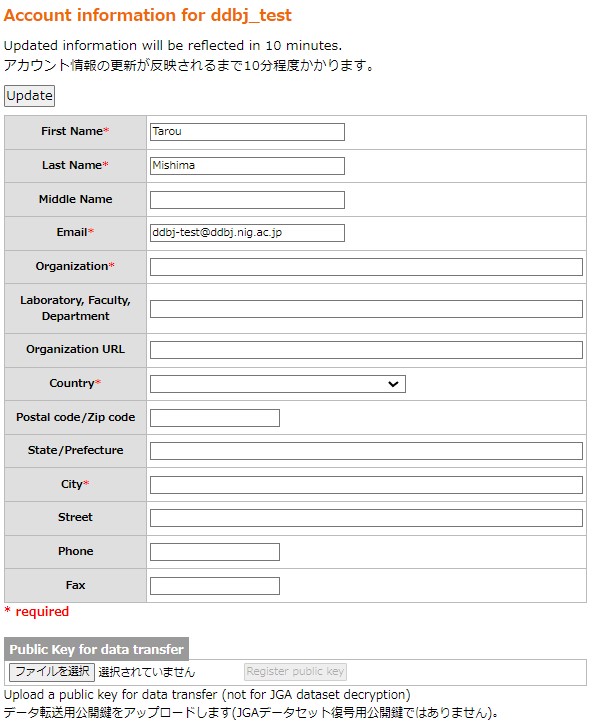 Account information for ddbj_test
Updated information will be reflected in 10 minutes.
アカウント情報の更新が反映されるまで10分程度かかります。
Update
First Name* Tarou
Last Name* Mishima
Middle Name
Email* ddbj-test@ddbj.nig.ac.jp
Organization*
Laboratory, Faculty,
Department
Organization URL
Country*
Postal code/Zip code
State/Prefecture
City*
Street
Phone
Fax
* required
Public Key for data transfer
ファイルを選択 選択されていません Register public key
Upload a public key for data transfer (not for JGA dataset decryption)
データ転送用公開鍵をアップロードします(JGAデータセット復号用公開鍵ではありません)。